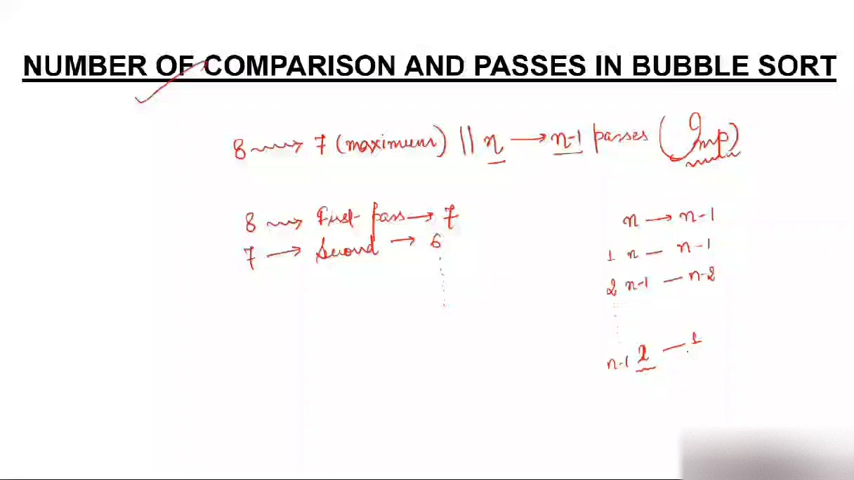 NUMBER OF COMPARISON AND PASSES IN BUBBLE SORT
8 → 7 (maximum) || n → n-1 passes (Imp)
8 → First pass → 7
7 → Second → 6
n → n-1
1 n — n-1
2 n-1 — n-2
n-1 2 — 1